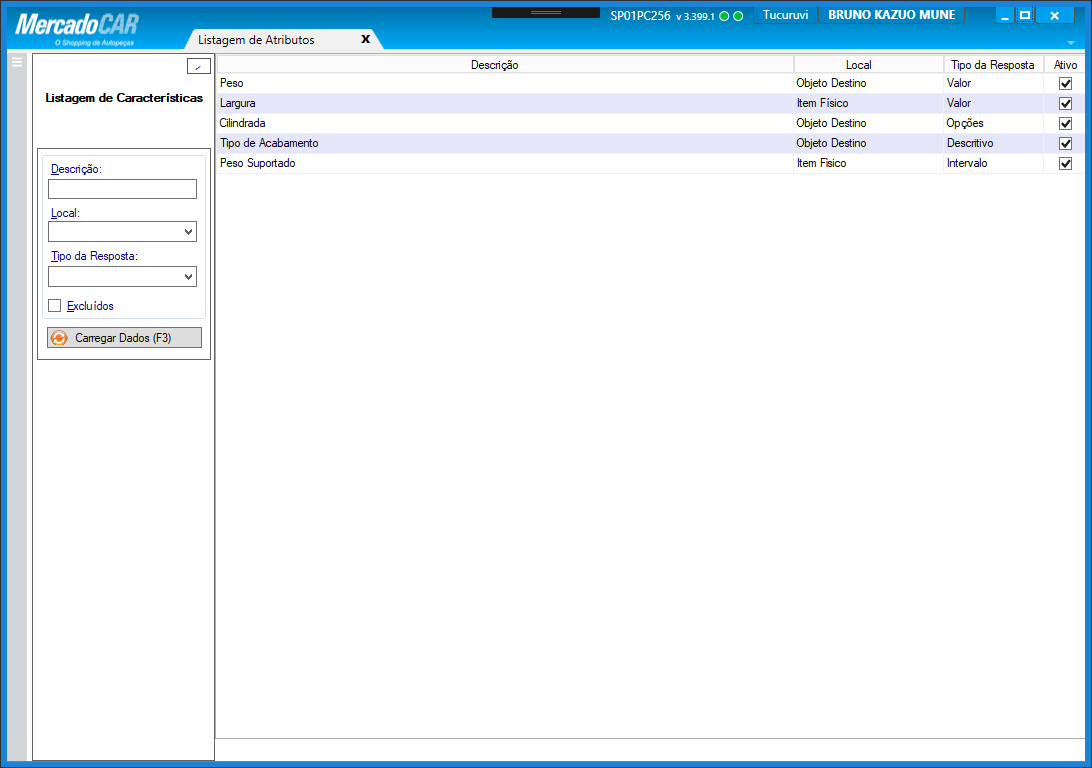 MercadoCAR
O Shopping da Autopeças
SP01PC256 v 3.399.1
Tucuruvi
BRUNO KAZUO MUNE
Listagem de Atributos X
Listagem de Características
Descrição:
Local:
Tipo da Resposta:
Excluídos
Carregar Dados (F3)
Descrição Local Tipo da Resposta Ativo
Peso Objeto Destino Valor
Largura Item Físico Valor
Cilindrada Objeto Destino Opções
Tipo de Acabamento Objeto Destino Descritivo
Peso Suportado Item Físico Intervalo